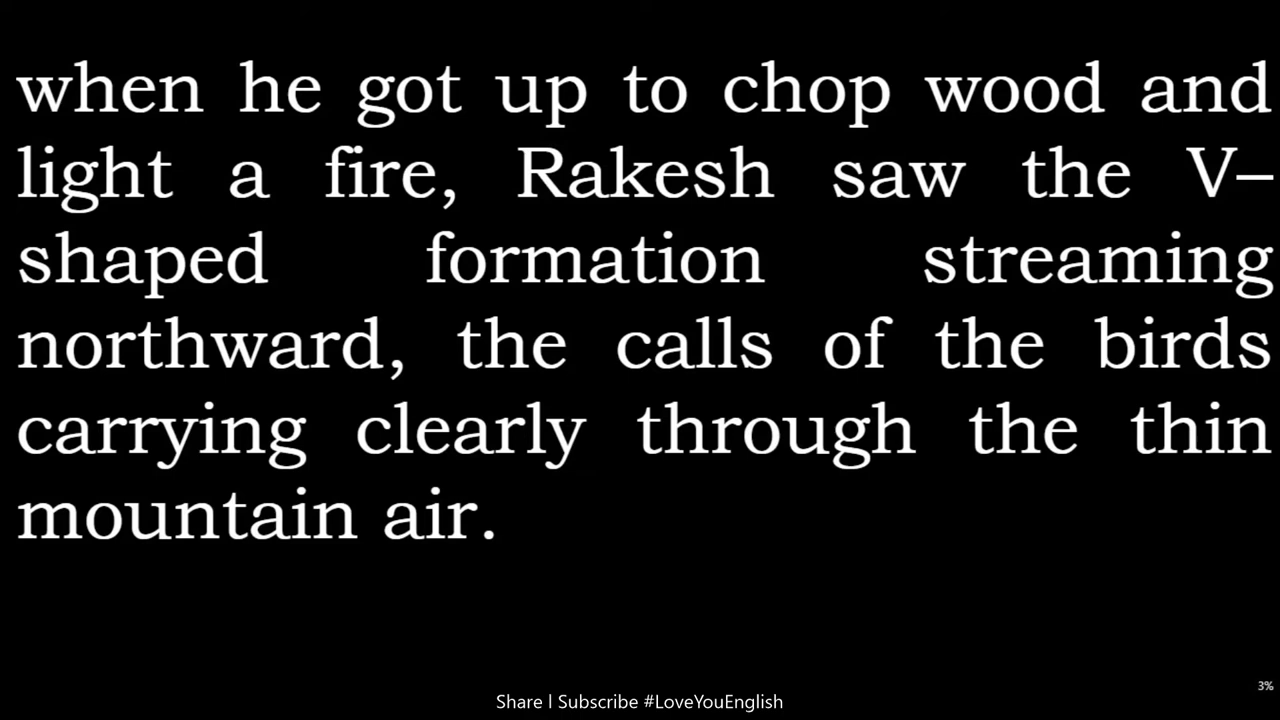 when he got up to chop wood and
light a fire, Rakesh saw the V–
shaped formation streaming
northward, the calls of the birds
carrying clearly through the thin
mountain air.
3%
Share | Subscribe #LoveYouEnglish